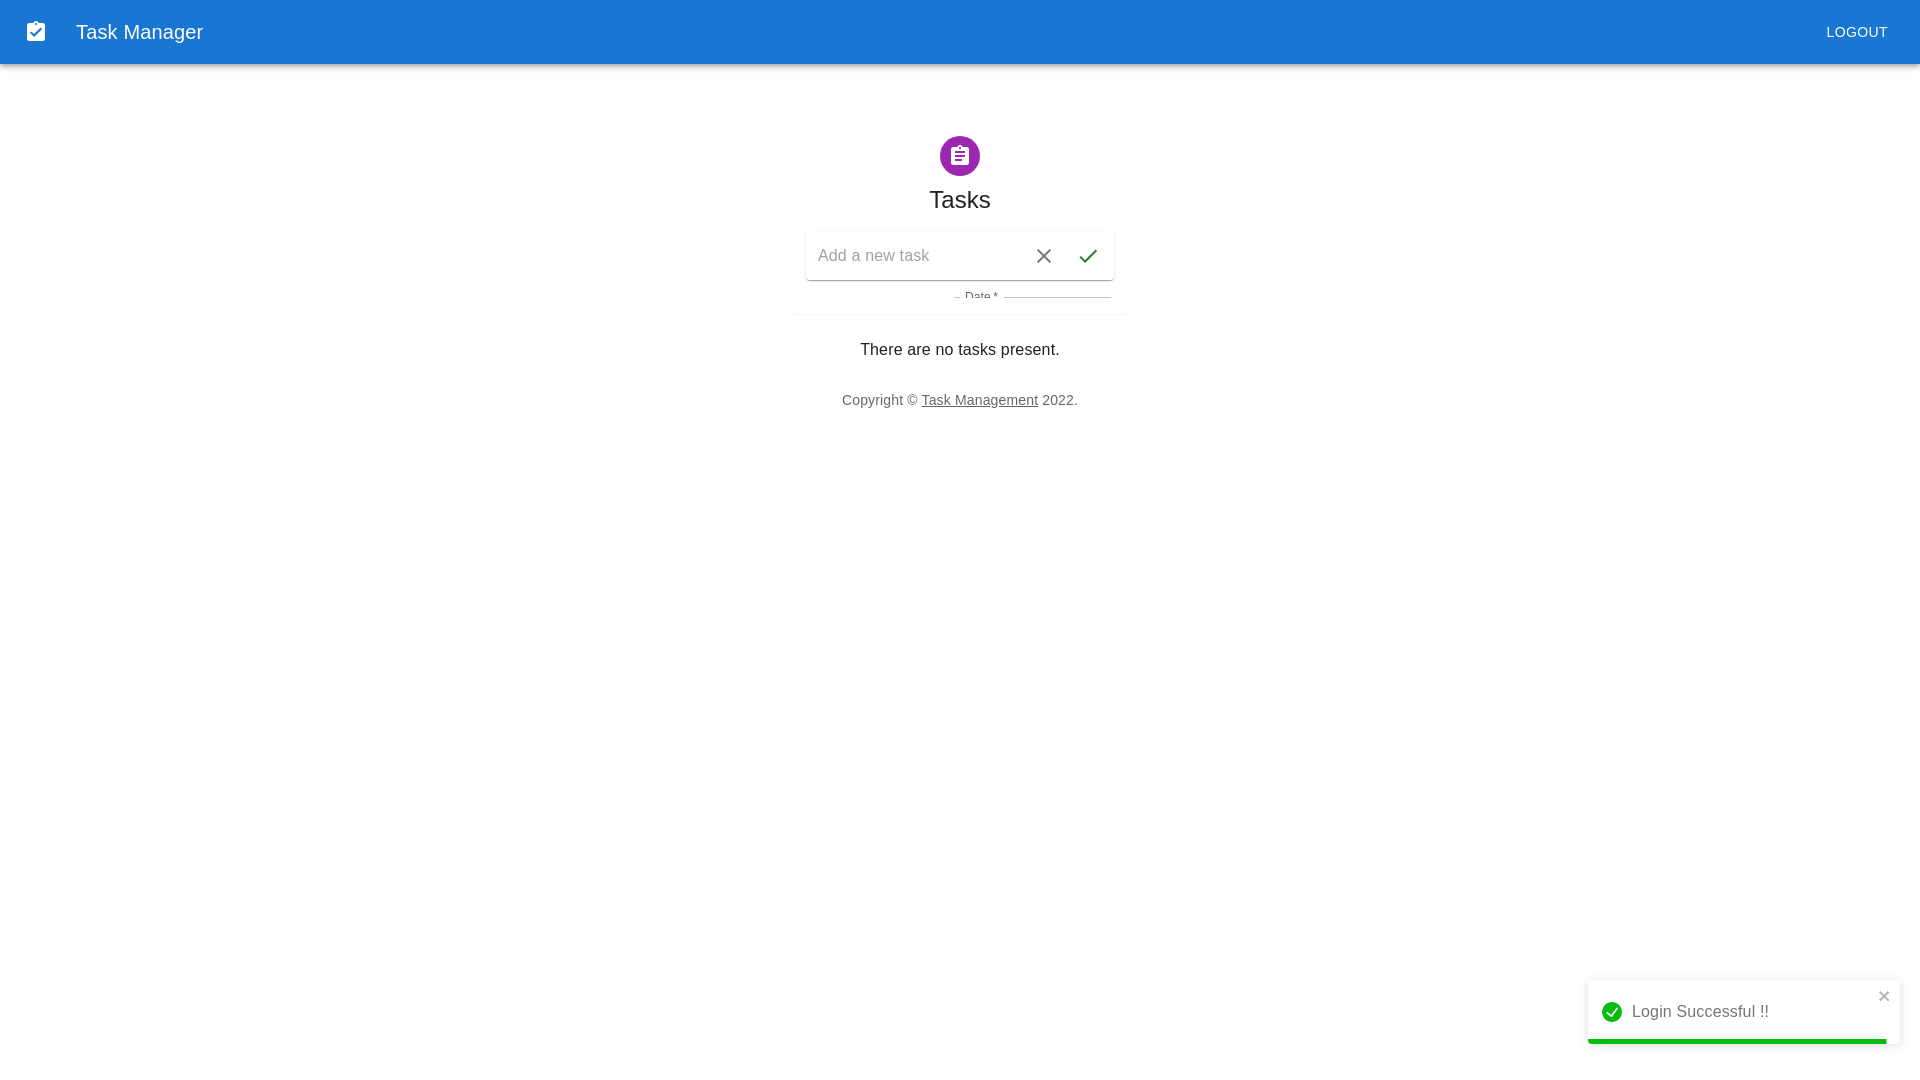 Task Manager
LOGOUT
Tasks
Add a new task
Date *
There are no tasks present.
Copyright © Task Management 2022.
Login Successful !!